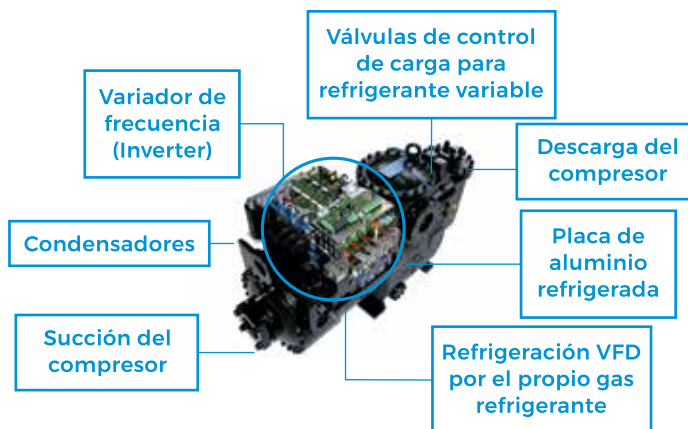 Válvulas de control
de carga para
refrigerante variable
Variador de
frecuencia
(Inverter)
Descarga del
compresor
Condensadores
Placa de
aluminio
refrigerada
Succión del
compresor
Refrigeración VFD
por el propio gas
refrigerante